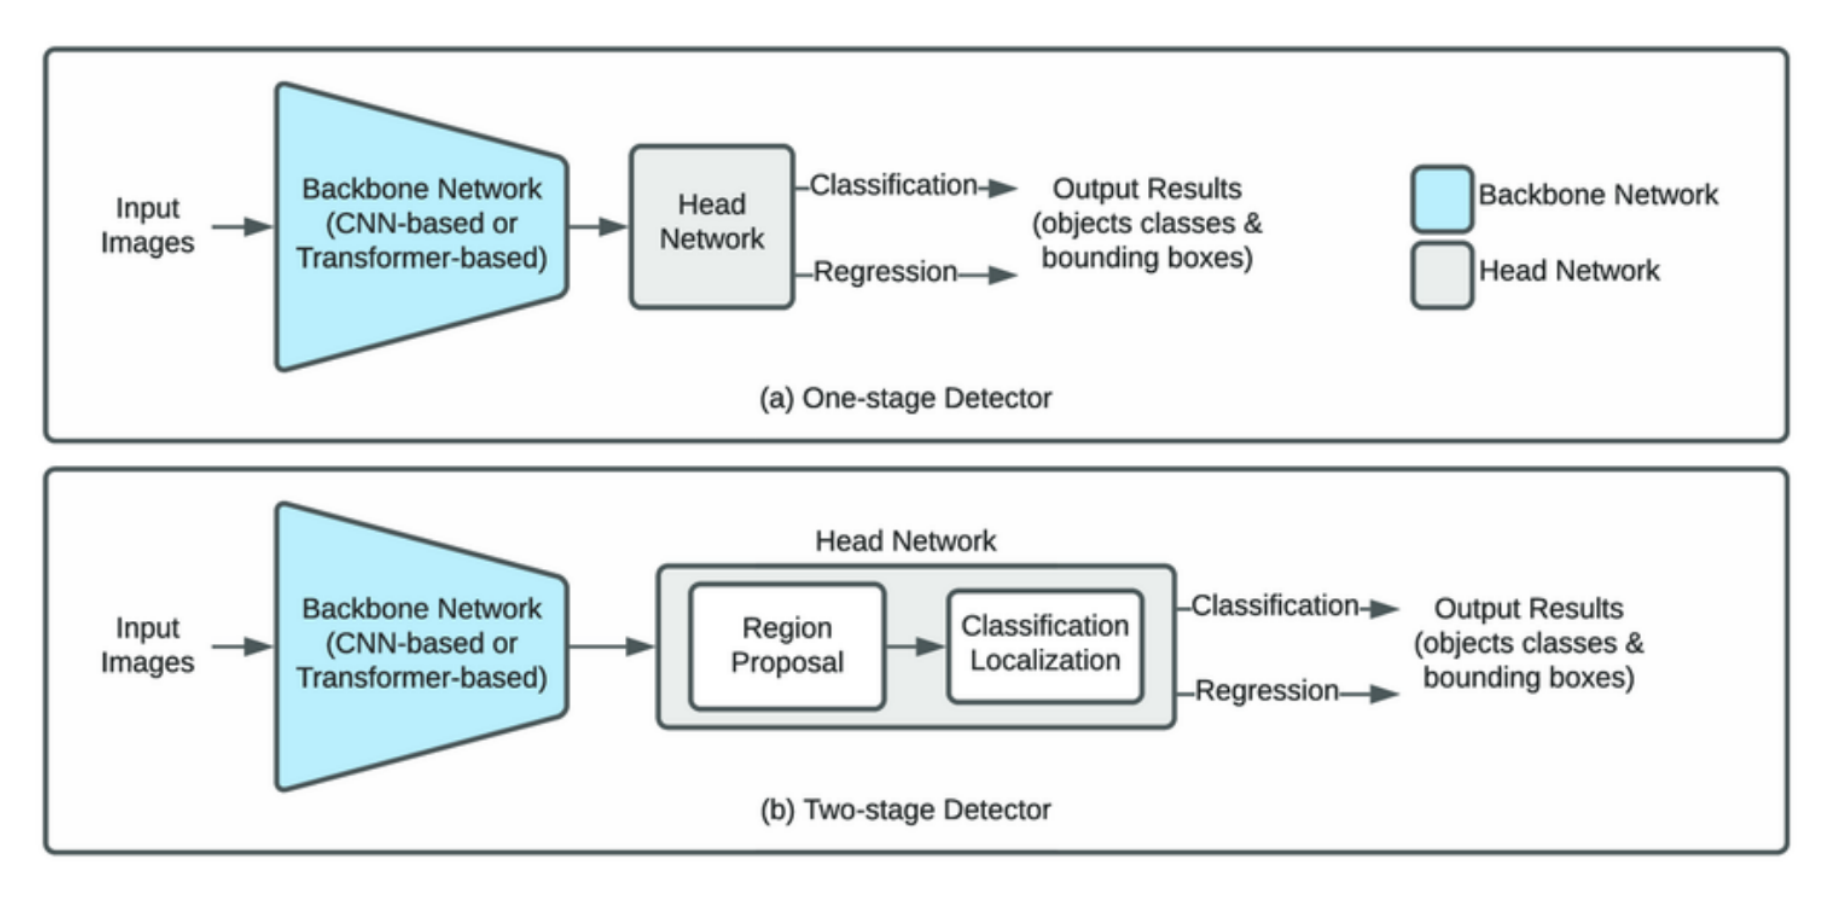 Input
Images
Backbone Network
(CNN-based or
Transformer-based)
Head
Network
Classification
Regression
Output Results
(objects classes &
bounding boxes)
Backbone Network
Head Network
(a) One-stage Detector
Input
Images
Backbone Network
(CNN-based or
Transformer-based)
Head Network
Region
Proposal
Classification
Localization
Classification
Regression
Output Results
(objects classes &
bounding boxes)
(b) Two-stage Detector